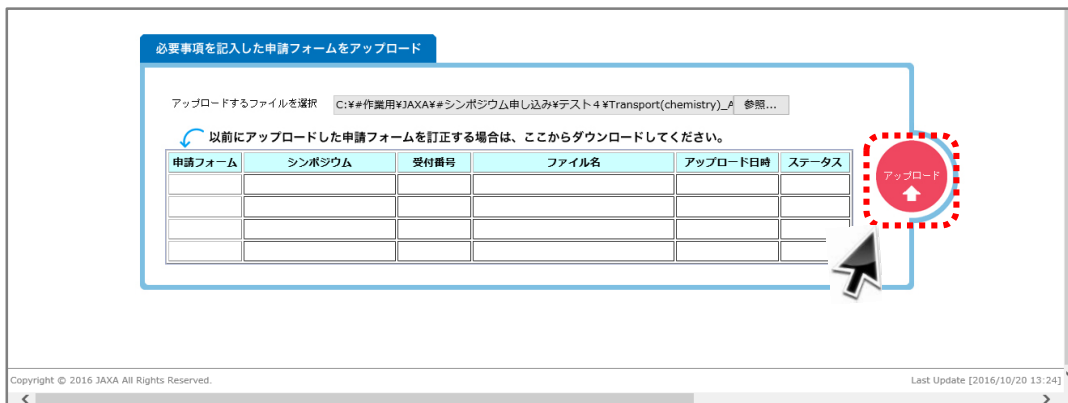 必要事項を記入した申請フォームをアップロード
アップロードするファイルを選択 C:¥#作業用¥JAXA¥#シンポジウム申し込み¥テスト4¥Transport(chemistry)_A 参照...
以前にアップロードした申請フォームを訂正する場合は、ここからダウンロードしてください。
申請フォーム シンポジウム 受付番号 ファイル名 アップロード日時 ステータス
アップロード
Copyright © 2016 JAXA All Rights Reserved. Last Update [2016/10/20 13:24]